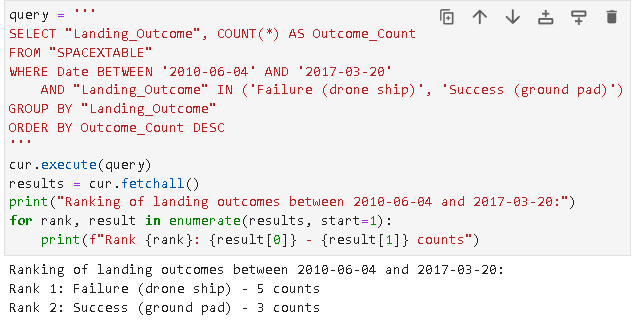 query = '''
SELECT "Landing_Outcome", COUNT(*) AS Outcome_Count
FROM "SPACEXTABLE"
WHERE Date BETWEEN '2010-06-04' AND '2017-03-20'
    AND "Landing_Outcome" IN ('Failure (drone ship)', 'Success (ground pad)')
GROUP BY "Landing_Outcome"
ORDER BY Outcome_Count DESC
'''
cur.execute(query)
results = cur.fetchall()
print("Ranking of landing outcomes between 2010-06-04 and 2017-03-20:")
for rank, result in enumerate(results, start=1):
    print(f"Rank {rank}: {result[0]} - {result[1]} counts")
Ranking of landing outcomes between 2010-06-04 and 2017-03-20:
Rank 1: Failure (drone ship) - 5 counts
Rank 2: Success (ground pad) - 3 counts